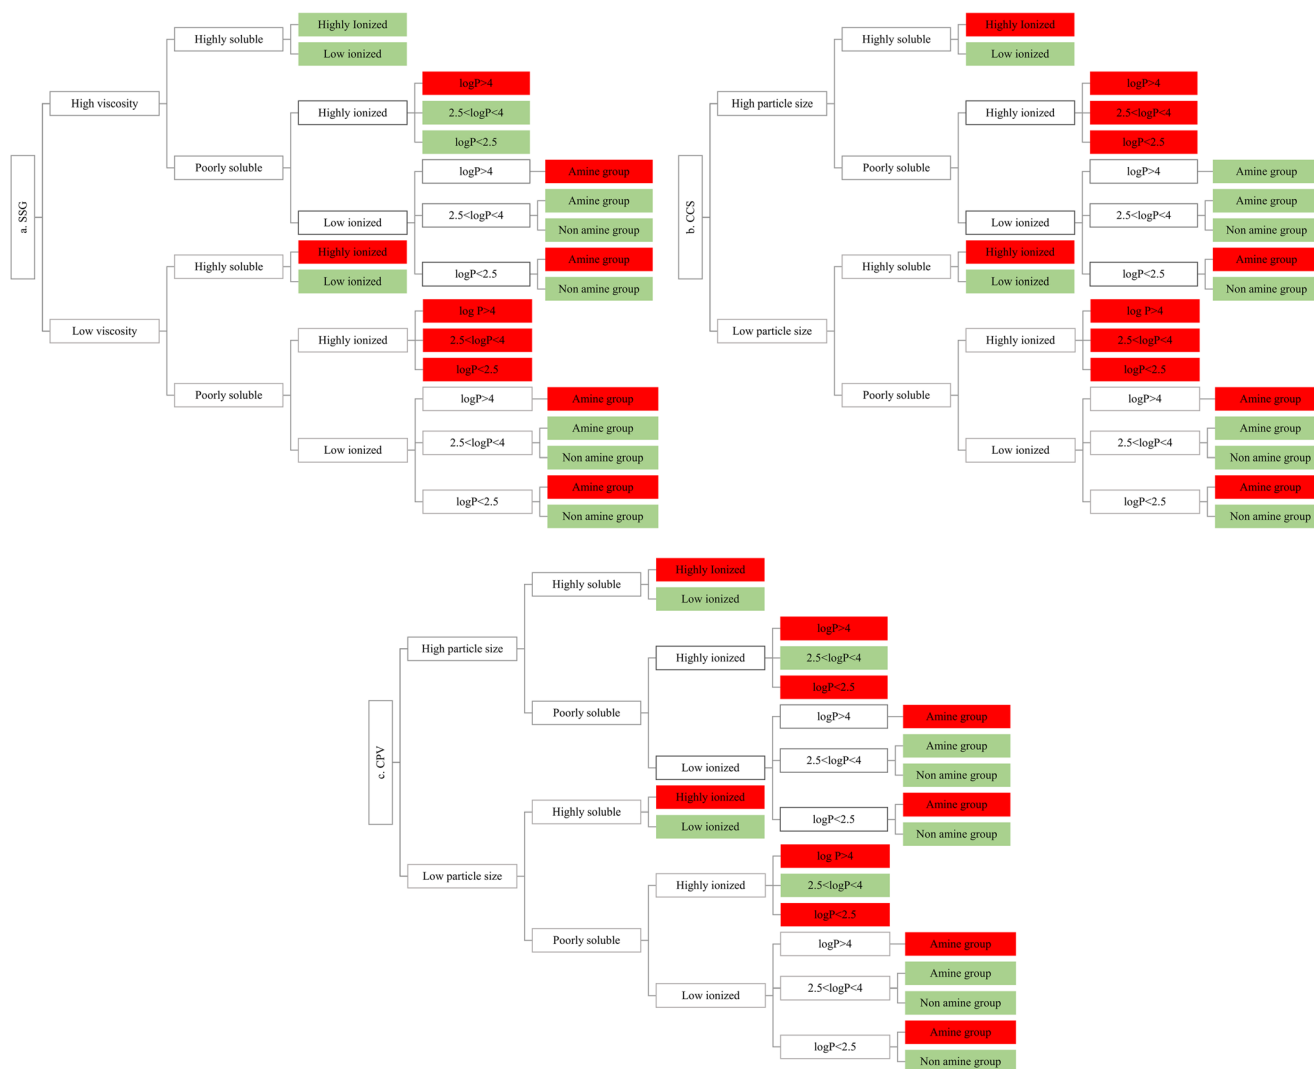 a. SSG
High viscosity
Highly soluble
Highly Ionized
Low ionized
Poorly soluble
Highly ionized
logP>4
2.5<logP<4
logP<2.5
Low ionized
logP>4
Amine group
2.5<logP<4
Amine group
Non amine group
logP<2.5
Amine group
Non amine group
Low viscosity
Highly soluble
Highly ionized
Low ionized
Poorly soluble
Highly ionized
log P>4
2.5<logP<4
logP<2.5
Low ionized
logP>4
Amine group
2.5<logP<4
Amine group
Non amine group
logP<2.5
Amine group
Non amine group
b. CCS
High particle size
Highly soluble
Highly Ionized
Low ionized
Poorly soluble
Highly ionized
logP>4
2.5<logP<4
logP<2.5
Low ionized
logP>4
Amine group
2.5<logP<4
Amine group
Non amine group
logP<2.5
Amine group
Non amine group
Low particle size
Highly soluble
Highly ionized
Low ionized
Poorly soluble
Highly ionized
log P>4
2.5<logP<4
logP<2.5
Low ionized
logP>4
Amine group
2.5<logP<4
Amine group
Non amine group
logP<2.5
Amine group
Non amine group
c. CPV
High particle size
Highly soluble
Highly Ionized
Low ionized
Poorly soluble
Highly ionized
logP>4
2.5<logP<4
logP<2.5
Low ionized
logP>4
Amine group
2.5<logP<4
Amine group
Non amine group
logP<2.5
Amine group
Non amine group
Low particle size
Highly soluble
Highly ionized
Low ionized
Poorly soluble
Highly ionized
log P>4
2.5<logP<4
logP<2.5
Low ionized
logP>4
Amine group
2.5<logP<4
Amine group
Non amine group
logP<2.5
Amine group
Non amine group